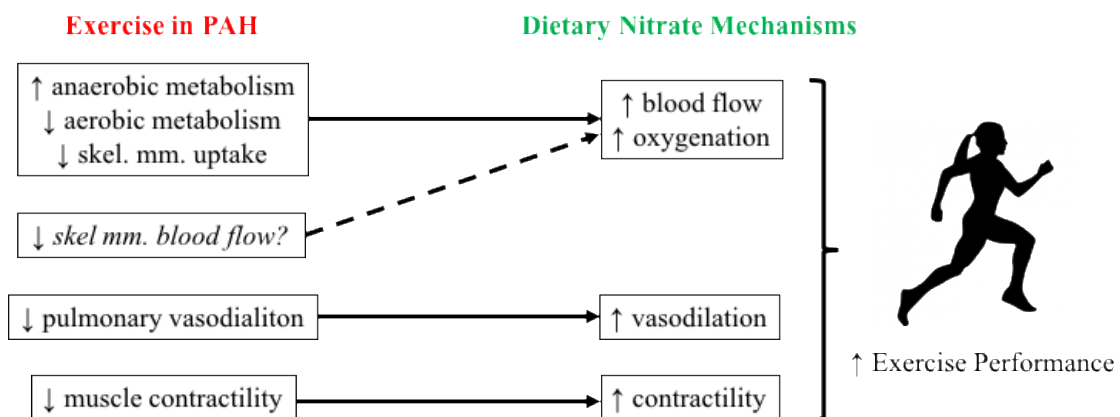 Exercise in PAH
Dietary Nitrate Mechanisms
↑ anaerobic metabolism
↓ aerobic metabolism
↓ skel. mm. uptake
↑ blood flow
↑ oxygenation
↓ skel mm. blood flow?
↓ pulmonary vasodialiton
↑ vasodilation
↓ muscle contractility
↑ contractility
↑ Exercise Performance